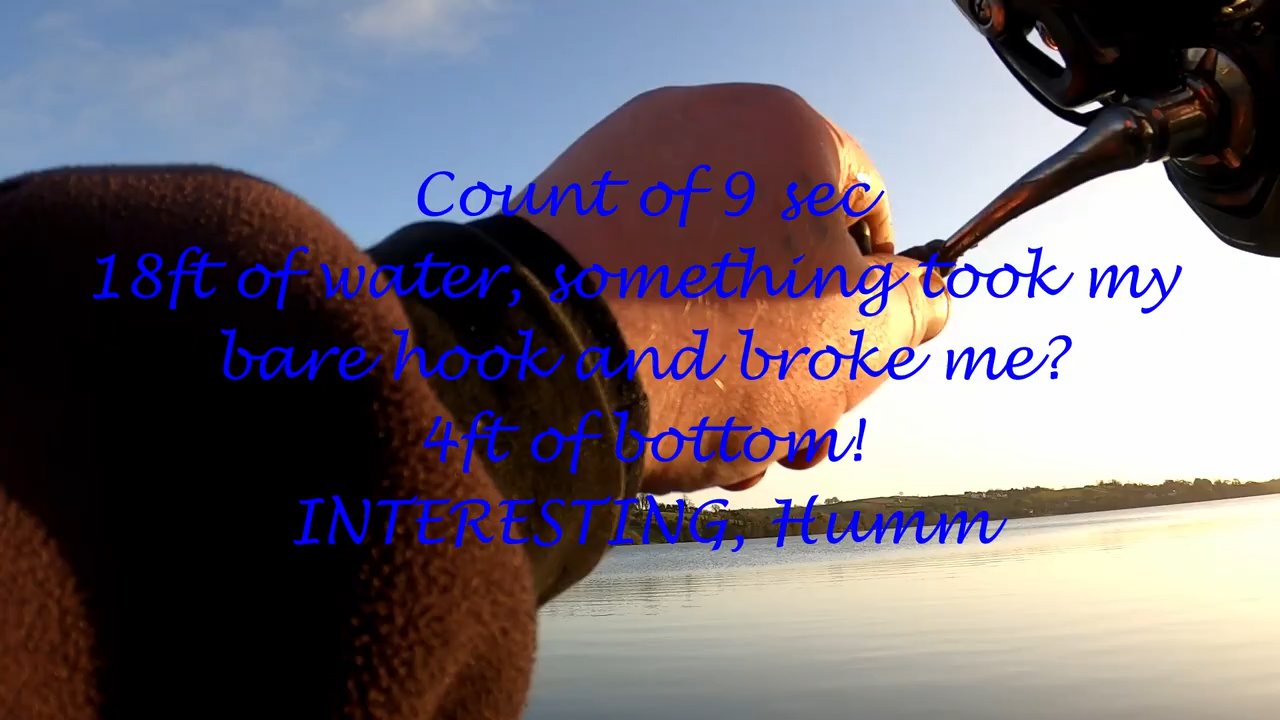 Count of 9 sec
18ft of water, something took my
bare hook and broke me?
4ft of bottom!
INTERESTING, Humm